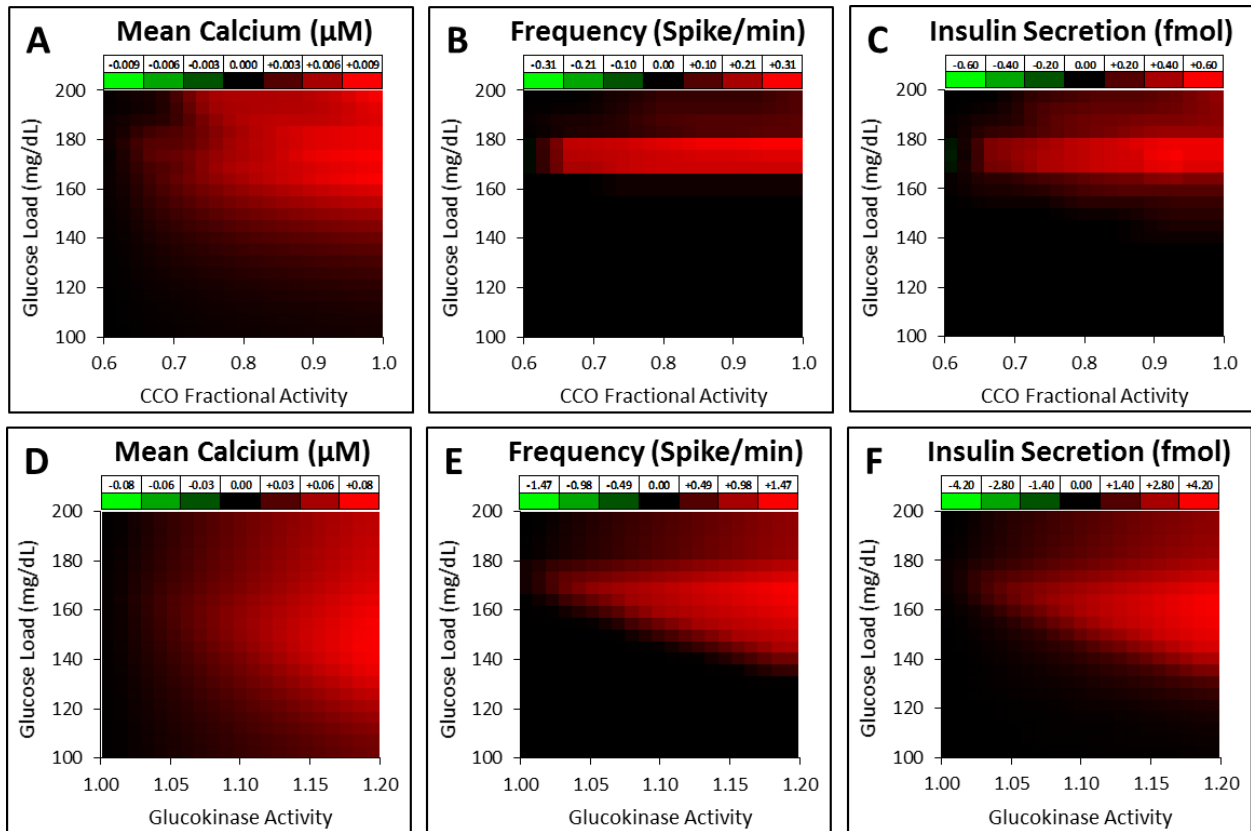 A Mean Calcium (µM)
-0.009 -0.006 -0.003 0.000 +0.003 +0.006 +0.009
Glucose Load (mg/dL)
200
180
160
140
120
100
0.6 0.7 0.8 0.9 1.0
CCO Fractional Activity
B Frequency (Spike/min)
-0.31 -0.21 -0.10 0.00 +0.10 +0.21 +0.31
Glucose Load (mg/dL)
200
180
160
140
120
100
0.6 0.7 0.8 0.9 1.0
CCO Fractional Activity
C Insulin Secretion (fmol)
-0.60 -0.40 -0.20 0.00 +0.20 +0.40 +0.60
Glucose Load (mg/dL)
200
180
160
140
120
100
0.6 0.7 0.8 0.9 1.0
CCO Fractional Activity
D Mean Calcium (µM)
-0.08 -0.06 -0.03 0.00 +0.03 +0.06 +0.08
Glucose Load (mg/dL)
200
180
160
140
120
100
1.00 1.05 1.10 1.15 1.20
Glucokinase Activity
E Frequency (Spike/min)
-1.47 -0.98 -0.49 0.00 +0.49 +0.98 +1.47
Glucose Load (mg/dL)
200
180
160
140
120
100
1.00 1.05 1.10 1.15 1.20
Glucokinase Activity
F Insulin Secretion (fmol)
-4.20 -2.80 -1.40 0.00 +1.40 +2.80 +4.20
Glucose Load (mg/dL)
200
180
160
140
120
100
1.00 1.05 1.10 1.15 1.20
Glucokinase Activity